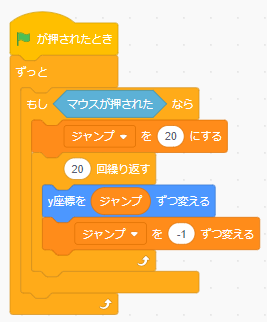 が押されたとき
ずっと
もし マウスが押された なら
ジャンプ を 20 にする
20 回繰り返す
y座標を ジャンプ ずつ変える
ジャンプ を -1 ずつ変える